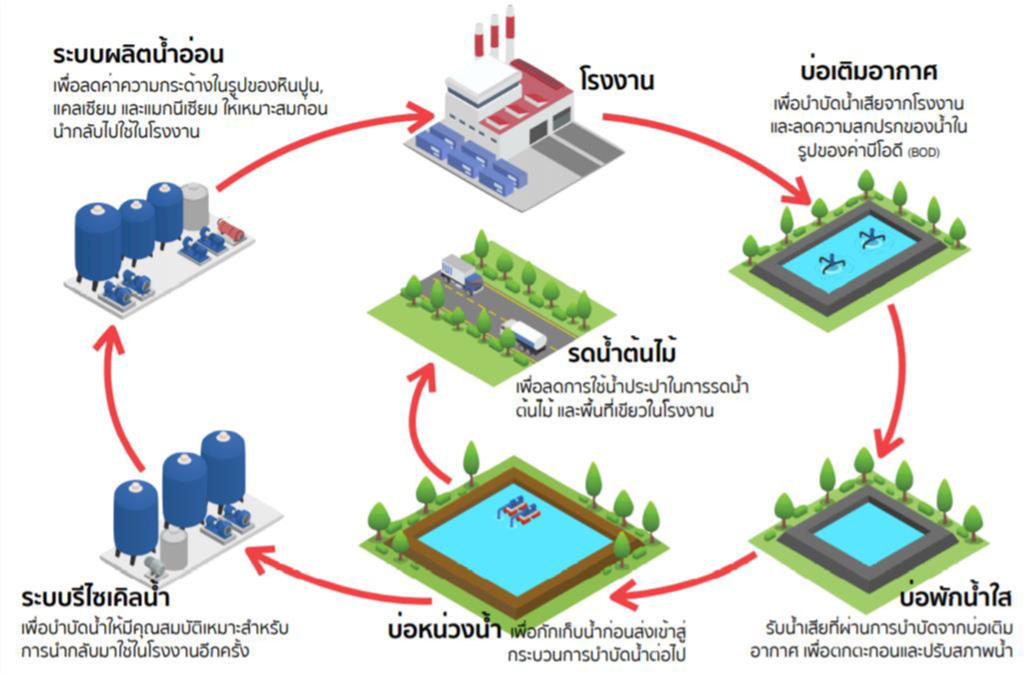 ระบบผลิตน้ำอ่อน
เพื่อลดค่าความกระด้างในรูปของหินปูน,
แคลเซียม และแมกนีเซียม ให้เหมาะสมก่อน
นำกลับไปใช้ในโรงงาน
โรงงาน
บ่อเติมอากาศ
เพื่อบำบัดน้ำเสียจากโรงงาน
และลดความสกปรกของน้ำใน
รูปของค่าบีโอดี (BOD)
รดน้ำต้นไม้
เพื่อลดการใช้น้ำประปาในการรดน้ำ
ต้นไม้ และพื้นที่เขียวในโรงงาน
ระบบรีไซเคิลน้ำ
เพื่อบำบัดน้ำให้มีคุณสมบัติเหมาะสำหรับ
การนำกลับมาใช้ในโรงงานอีกครั้ง
บ่อหน่วงน้ำ เพื่อกักเก็บน้ำก่อนส่งเข้าสู่
กระบวนการบำบัดน้ำต่อไป
บ่อพักน้ำใส
รับน้ำเสียที่ผ่านการบำบัดจากบ่อเติม
อากาศ เพื่อตกตะกอนและปรับสภาพน้ำ